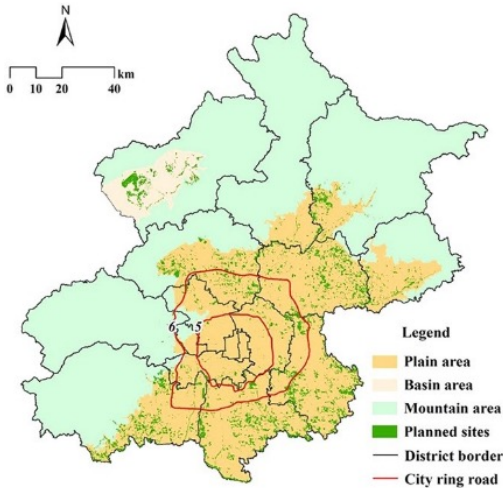 N
km
0 10 20 40
6 5
Legend
Plain area
Basin area
Mountain area
Planned sites
District border
City ring road